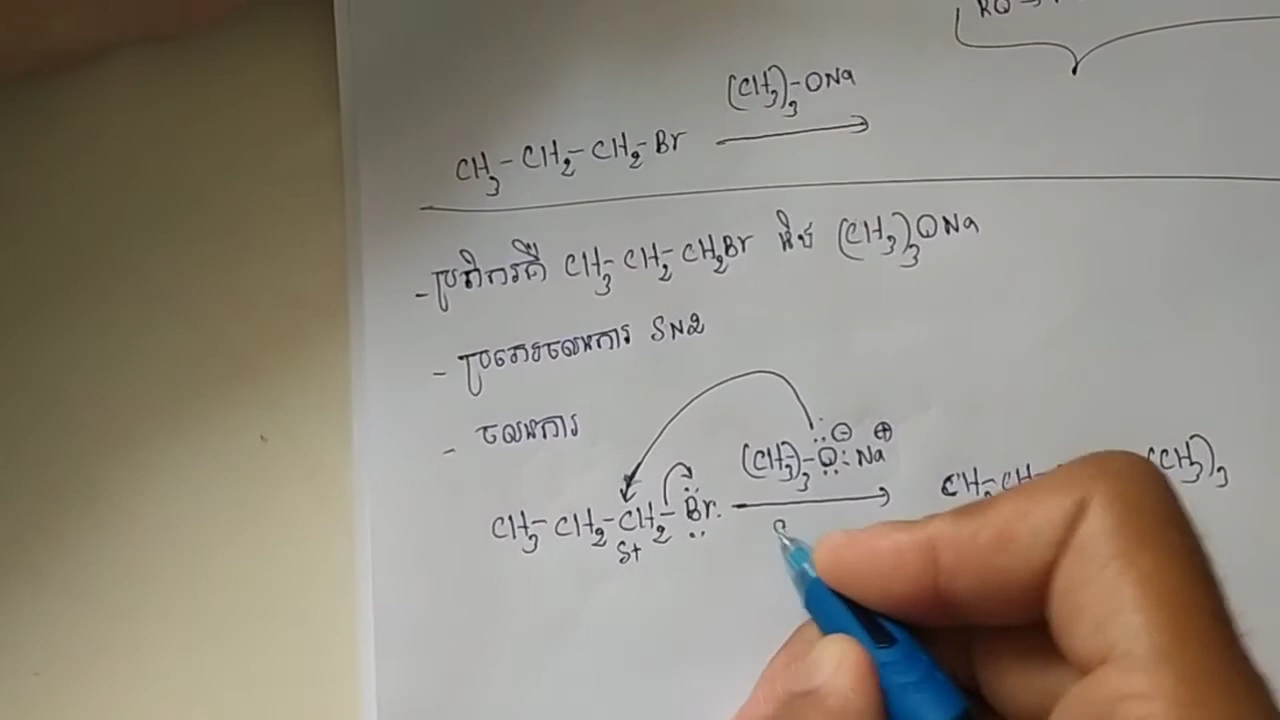 (CH3)3-ONa
CH3-CH2-CH2-Br
- ប្រតិករគឺ CH3-CH2-CH2Br និង (CH3)3ONa
- ប្រភេទយន្តការ SN2
- យន្តការ
(CH3)3-O: ⊖ Na ⊕
CH3-CH2-CH2-Br
(CH3)3
δ+